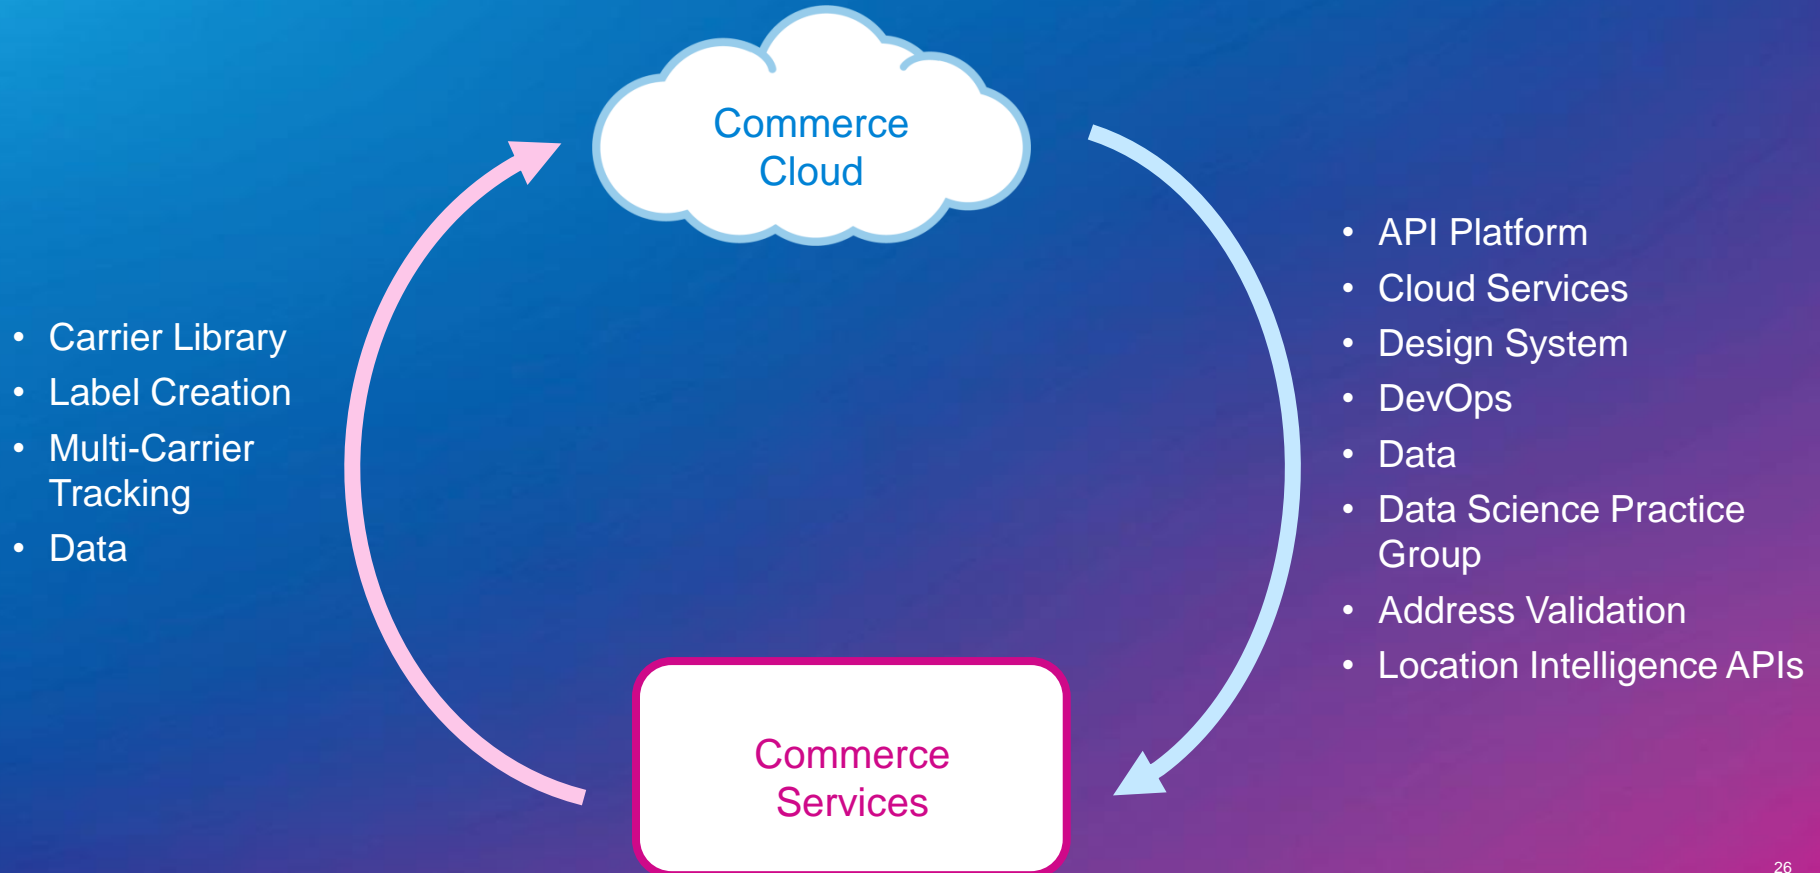 Commerce
Cloud
• Carrier Library
• Label Creation
• Multi-Carrier
Tracking
• Data
• API Platform
• Cloud Services
• Design System
• DevOps
• Data
• Data Science Practice
Group
• Address Validation
• Location Intelligence APIs
Commerce
Services
26